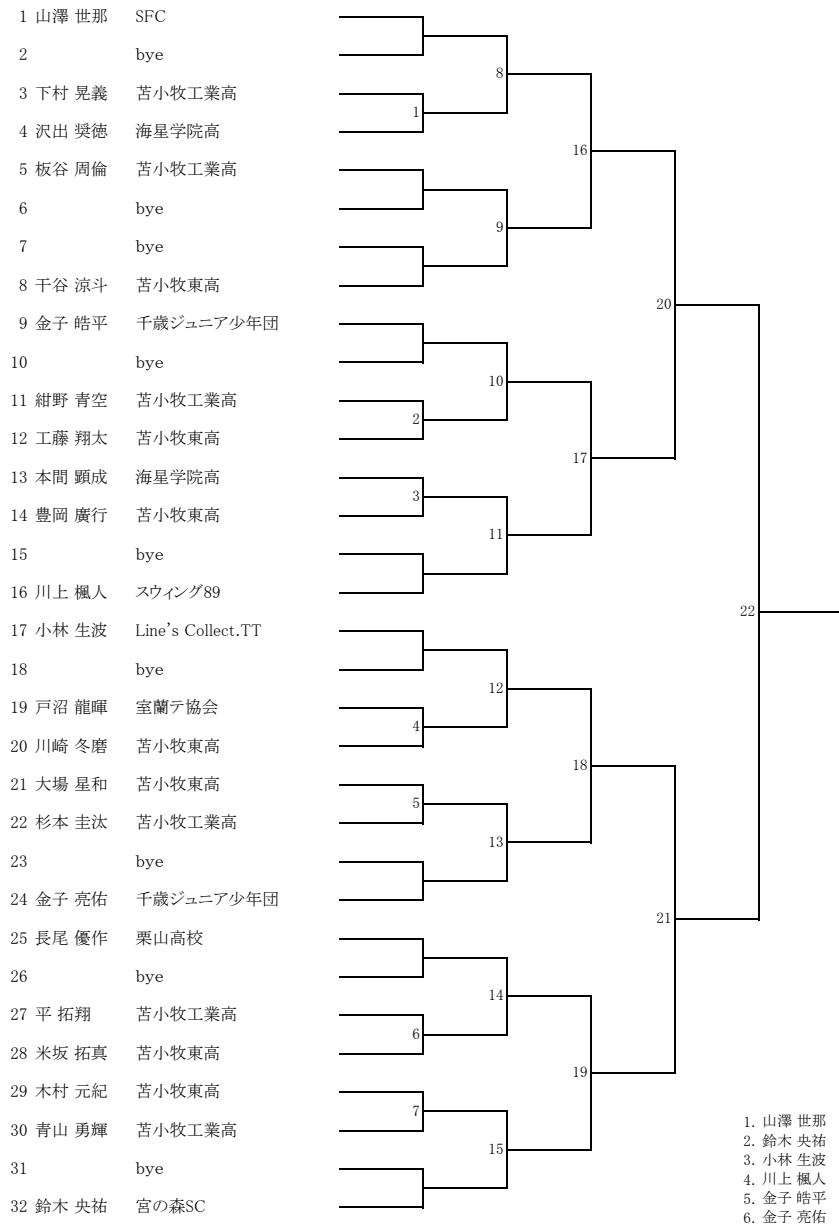 1 山澤 世那 SFC
2 bye
8
3 下村 晃義 苫小牧工業高
1
4 沢出 奨徳 海星学院高
16
5 板谷 周倫 苫小牧工業高
6 bye
9
7 bye
8 干谷 涼斗 苫小牧東高
20
9 金子 皓平 千歳ジュニア少年団
10 bye
10
11 紺野 青空 苫小牧工業高
2
12 工藤 翔太 苫小牧東高
17
13 本間 顕成 海星学院高
3
14 豊岡 廣行 苫小牧東高
11
15 bye
16 川上 楓人 スウィング89
22
17 小林 生波 Line's Collect.TT
18 bye
12
19 戸沼 龍暉 室蘭テ協会
4
20 川崎 冬磨 苫小牧東高
18
21 大場 星和 苫小牧東高
5
22 杉本 圭汰 苫小牧工業高
13
23 bye
24 金子 亮佑 千歳ジュニア少年団
21
25 長尾 優作 栗山高校
26 bye
14
27 平 拓翔 苫小牧工業高
6
28 米坂 拓真 苫小牧東高
19
29 木村 元紀 苫小牧東高
7
30 青山 勇輝 苫小牧工業高
15
31 bye
32 鈴木 央祐 宮の森SC
1. 山澤 世那
2. 鈴木 央祐
3. 小林 生波
4. 川上 楓人
5. 金子 皓平
6. 金子 亮佑